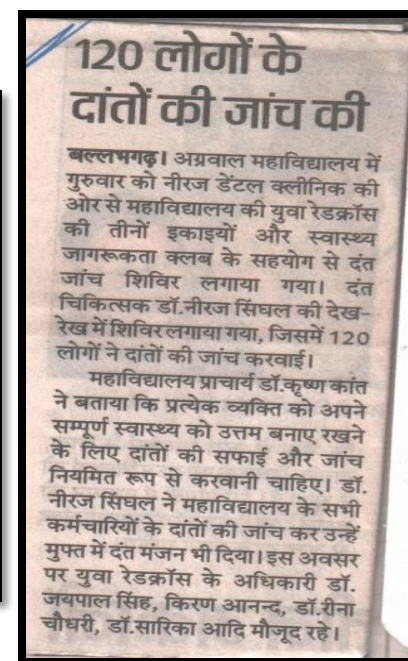 120 लोगों के
दांतों की जांच की
बल्लभगढ़। अग्रवाल महाविद्यालय में
गुरुवार को नीरज डेंटल क्लीनिक की
ओर से महाविद्यालय की युवा रेडक्रॉस
की तीनों इकाइयों और स्वास्थ्य
जागरूकता क्लब के सहयोग से दंत
जांच शिविर लगाया गया। दंत
चिकित्सक डॉ.नीरज सिंघल की देख-
रेख में शिविर लगाया गया, जिसमें 120
लोगों ने दांतों की जांच करवाई।
महाविद्यालय प्राचार्य डॉ.कृष्ण कांत
ने बताया कि प्रत्येक व्यक्ति को अपने
सम्पूर्ण स्वास्थ्य को उत्तम बनाए रखने
के लिए दांतों की सफाई और जांच
नियमित रूप से करवानी चाहिए। डॉ.
नीरज सिंघल ने महाविद्यालय के सभी
कर्मचारियों के दांतों की जांच कर उन्हें
मुफ्त में दंत मंजन भी दिया। इस अवसर
पर युवा रेडक्रॉस के अधिकारी डॉ.
जयपाल सिंह, किरण आनन्द, डॉ.रीना
चौधरी, डॉ.सारिका आदि मौजूद रहे।